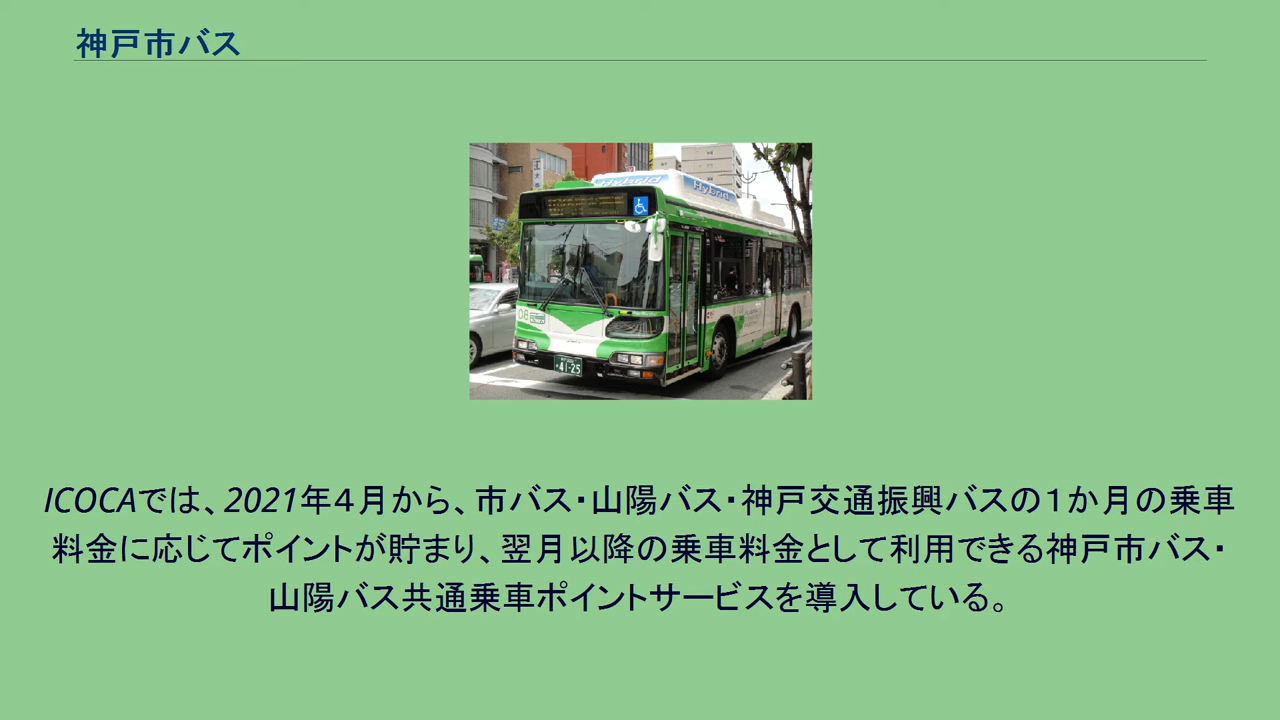 神戸市バス
41-25
08
ICOCAでは、2021年４月から、市バス・山陽バス・神戸交通振興バスの１か月の乗車
料金に応じてポイントが貯まり、翌月以降の乗車料金として利用できる神戸市バス・
山陽バス共通乗車ポイントサービスを導入している。